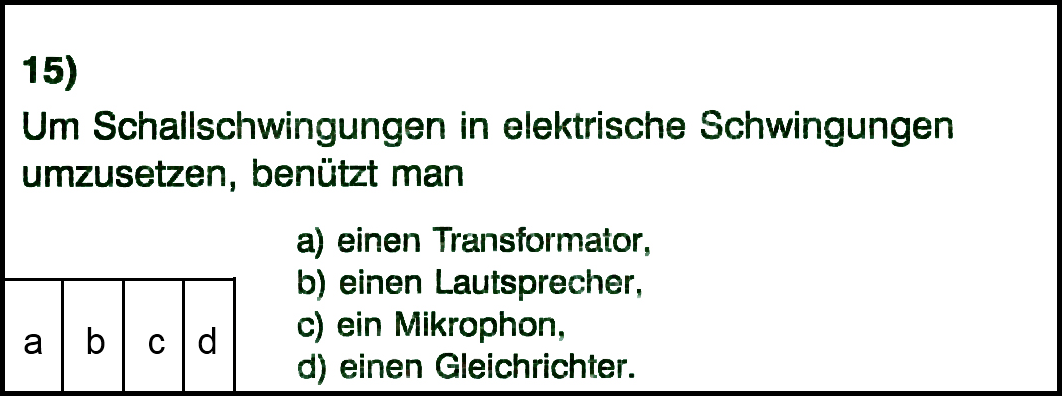 15)
Um Schallschwingungen in elektrische Schwingungen
umzusetzen, benützt man
a) einen Transformator,
b) einen Lautsprecher,
c) ein Mikrophon,
d) einen Gleichrichter.
a b c d